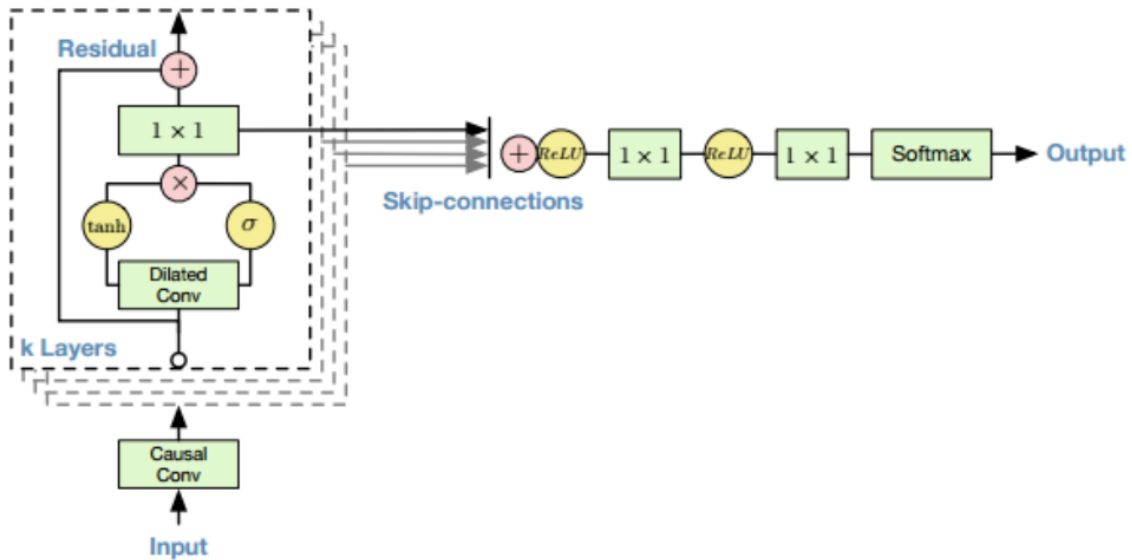 Residual
+
1 × 1
×
tanh
σ
Dilated
Conv
k Layers
Causal
Conv
Input
+
ReLU
1 × 1
ReLU
1 × 1
Softmax
Output
Skip-connections